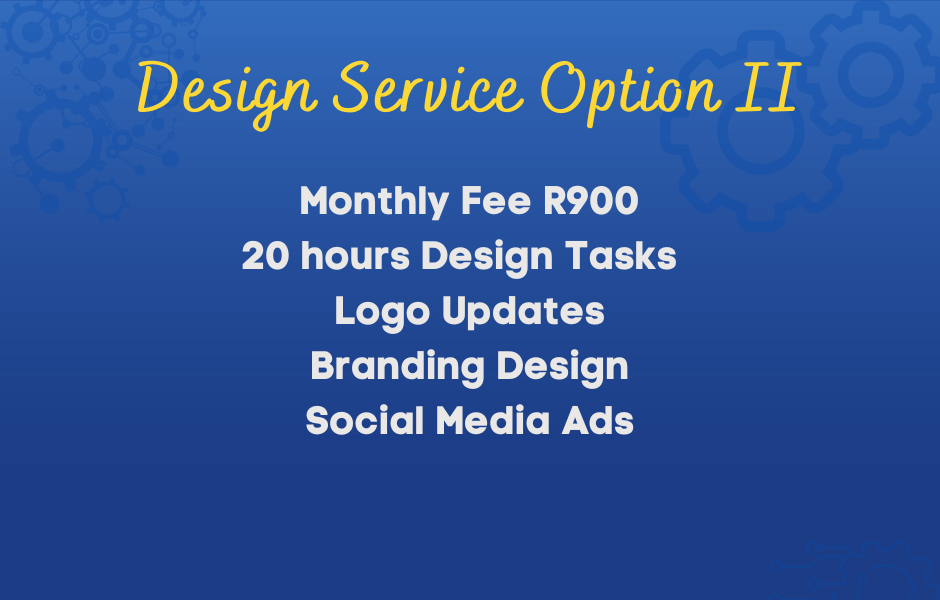 Design Service Option II
Monthly Fee R900
20 hours Design Tasks
Logo Updates
Branding Design
Social Media Ads